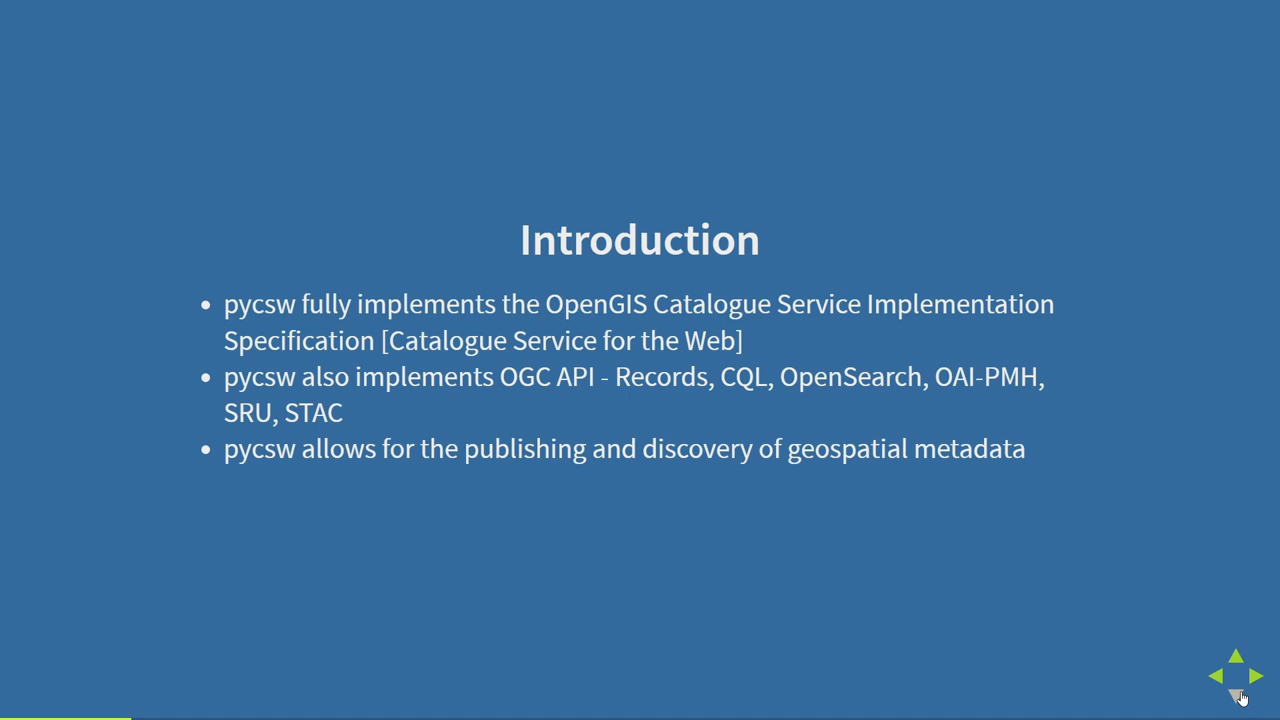 Introduction
• pycsw fully implements the OpenGIS Catalogue Service Implementation
Specification [Catalogue Service for the Web]
• pycsw also implements OGC API - Records, CQL, OpenSearch, OAI-PMH,
SRU, STAC
• pycsw allows for the publishing and discovery of geospatial metadata